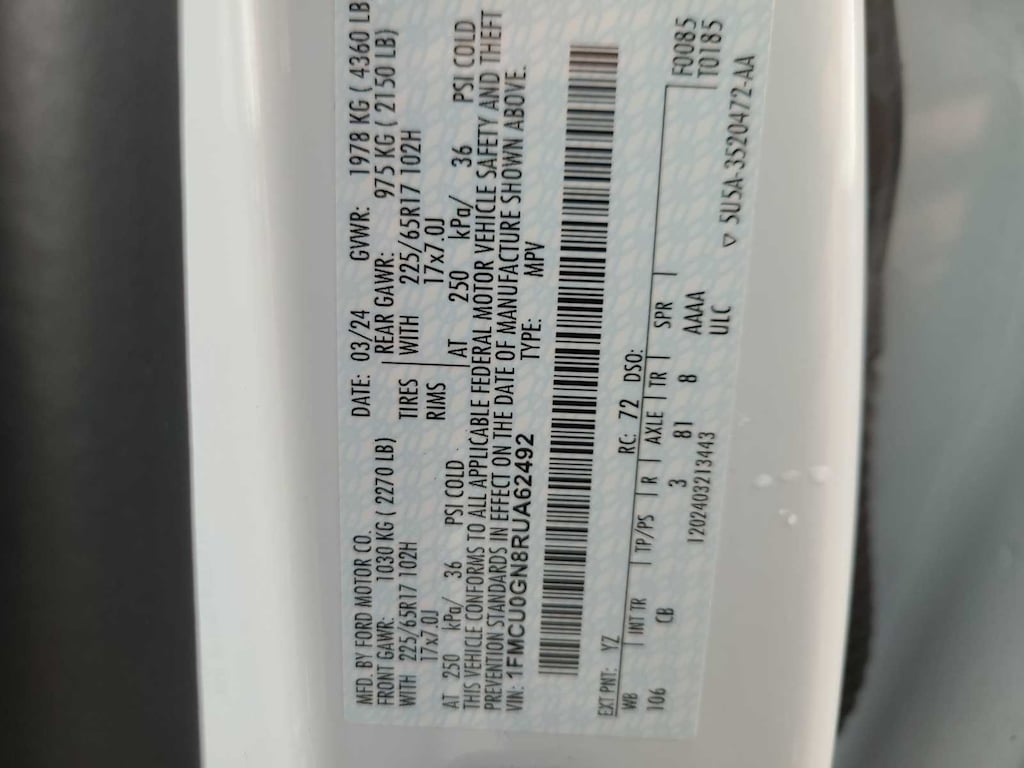 MFD. BY FORD MOTOR CO.
DATE: 03/24 GVWR: 1978 KG ( 4360 LB
FRONT GAWR: 1030 KG ( 2270 LB)
REAR GAWR: 975 KG ( 2150 LB)
WITH 225/65R17 102H
TIRES WITH 225/65R17 102H
17x7.0J
RIMS 17x7.0J
AT 250 kPa/ 36 PSI COLD
AT 250 kPa/ 36 PSI COLD
THIS VEHICLE CONFORMS TO ALL APPLICABLE FEDERAL MOTOR VEHICLE SAFETY AND THEFT
PREVENTION STANDARDS IN EFFECT ON THE DATE OF MANUFACTURE SHOWN ABOVE.
VIN: 1FMCU0GN8RUA62492 TYPE: MPV
EXT PNT: YZ RC: 72 DSO:
WB INT TR TP/PS R AXLE TR SPR
106 CB 3 81 8 AAAA
120240321344​3 ULC
F0085
T0185
▽ 5U5A-3520472-AA